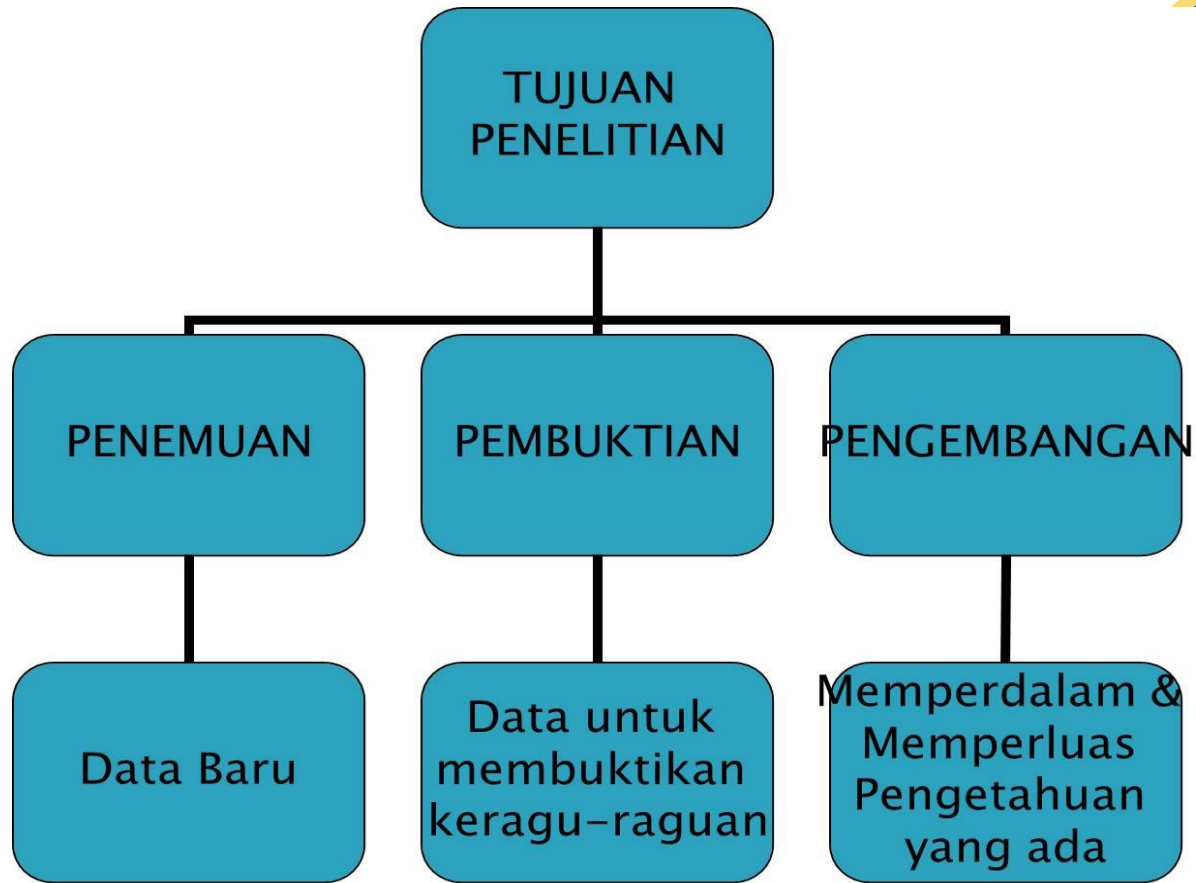 TUJUAN
PENELITIAN
PENEMUAN
PEMBUKTIAN
PENGEMBANGAN
Data Baru
Data untuk
membuktikan
keragu-raguan
Memperdalam &
Memperluas
Pengetahuan
yang ada